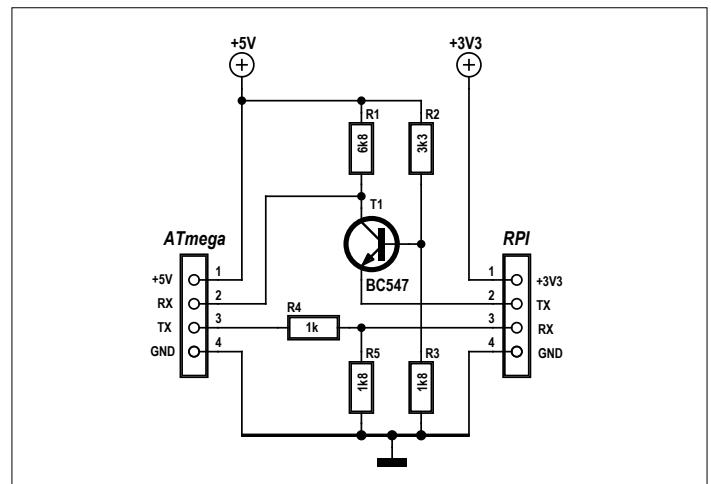 +5V
+3V3
R1
R2
6k8
3k3
T1
ATmega
RPI
BC547
+5V
1
1
+3V3
RX
2
2
TX
R4
TX
3
1k
3
RX
GND
4
R5
R3
4
GND
1k8
1k8